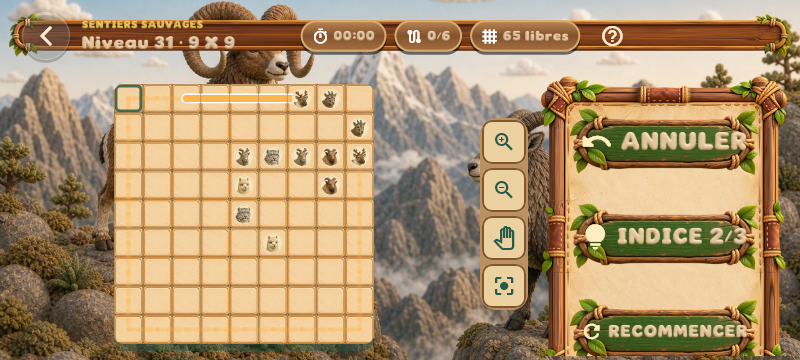 SENTIERS SAUVAGES
Niveau 31 · 9 X 9
00:00
0/6
65 libres
?
ANNULER
INDICE 2/3
RECOMMENCER